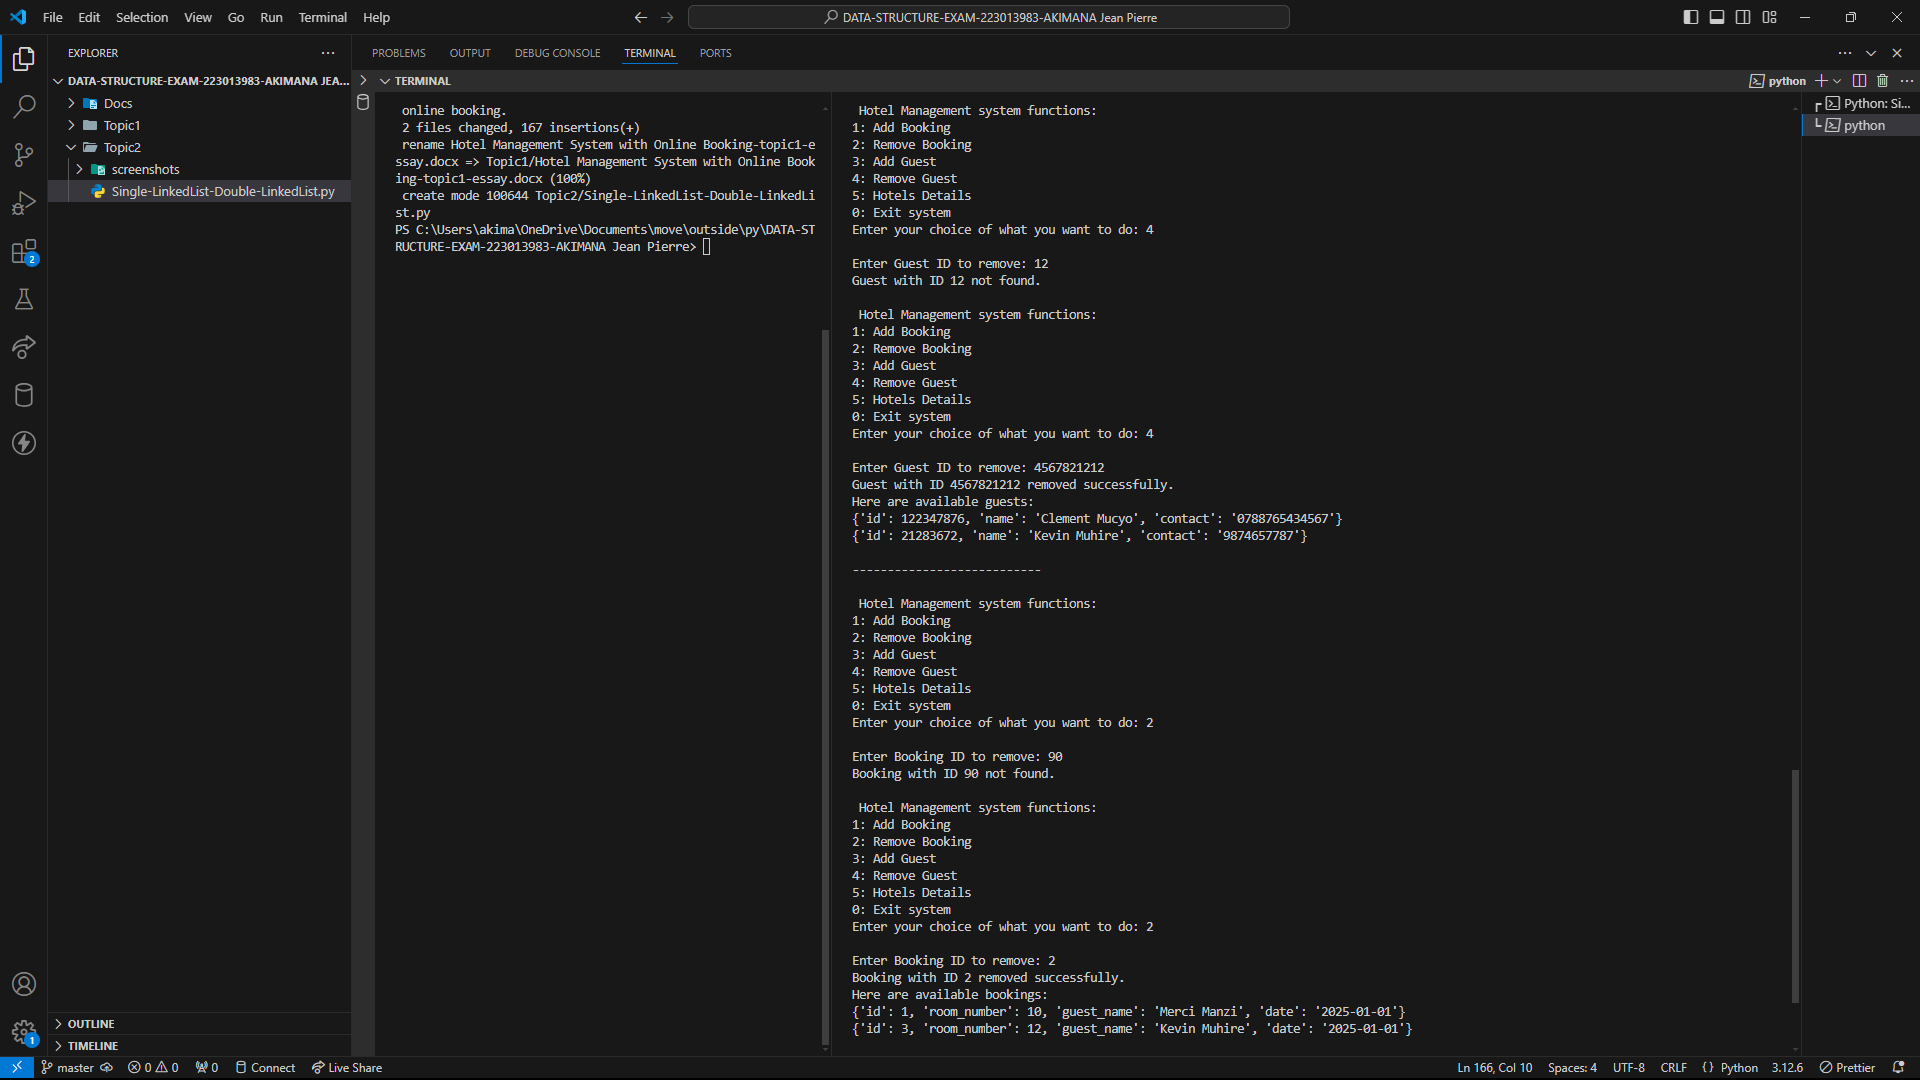 File Edit Selection View Go Run Terminal Help
DATA-STRUCTURE-EXAM-223013983-AKIMANA Jean Pierre
EXPLORER
DATA-STRUCTURE-EXAM-223013983-AKIMANA JEA...
Docs
Topic1
Topic2
screenshots
Single-LinkedList-Double-LinkedList.py
OUTLINE
TIMELINE
2
1
PROBLEMS OUTPUT DEBUG CONSOLE TERMINAL PORTS
TERMINAL
python
online booking.
2 files changed, 167 insertions(+)
rename Hotel Management System with Online Booking-topic1-e
ssay.docx => Topic1/Hotel Management System with Online Book
ing-topic1-essay.docx (100%)
create mode 100644 Topic2/Single-LinkedList-Double-LinkedLi
st.py
PS C:\Users\akima\OneDrive\Documents\move\outside\py\DATA-ST
RUCTURE-EXAM-223013983-AKIMANA Jean Pierre>
Hotel Management system functions:
1: Add Booking
2: Remove Booking
3: Add Guest
4: Remove Guest
5: Hotels Details
0: Exit system
Enter your choice of what you want to do: 4
Enter Guest ID to remove: 12
Guest with ID 12 not found.
Hotel Management system functions:
1: Add Booking
2: Remove Booking
3: Add Guest
4: Remove Guest
5: Hotels Details
0: Exit system
Enter your choice of what you want to do: 4
Enter Guest ID to remove: 4567821212
Guest with ID 4567821212 removed successfully.
Here are available guests:
{'id': 122347876, 'name': 'Clement Mucyo', 'contact': '0788765434567'}
{'id': 21283672, 'name': 'Kevin Muhire', 'contact': '9874657787'}
---------------------------
Hotel Management system functions:
1: Add Booking
2: Remove Booking
3: Add Guest
4: Remove Guest
5: Hotels Details
0: Exit system
Enter your choice of what you want to do: 2
Enter Booking ID to remove: 90
Booking with ID 90 not found.
Hotel Management system functions:
1: Add Booking
2: Remove Booking
3: Add Guest
4: Remove Guest
5: Hotels Details
0: Exit system
Enter your choice of what you want to do: 2
Enter Booking ID to remove: 2
Booking with ID 2 removed successfully.
Here are available bookings:
{'id': 1, 'room_number': 10, 'guest_name': 'Merci Manzi', 'date': '2025-01-01'}
{'id': 3, 'room_number': 12, 'guest_name': 'Kevin Muhire', 'date': '2025-01-01'}
Python: Si...
python
master 0 0 0 Connect Live Share Ln 166, Col 10 Spaces: 4 UTF-8 CRLF {} Python 3.12.6 Prettier